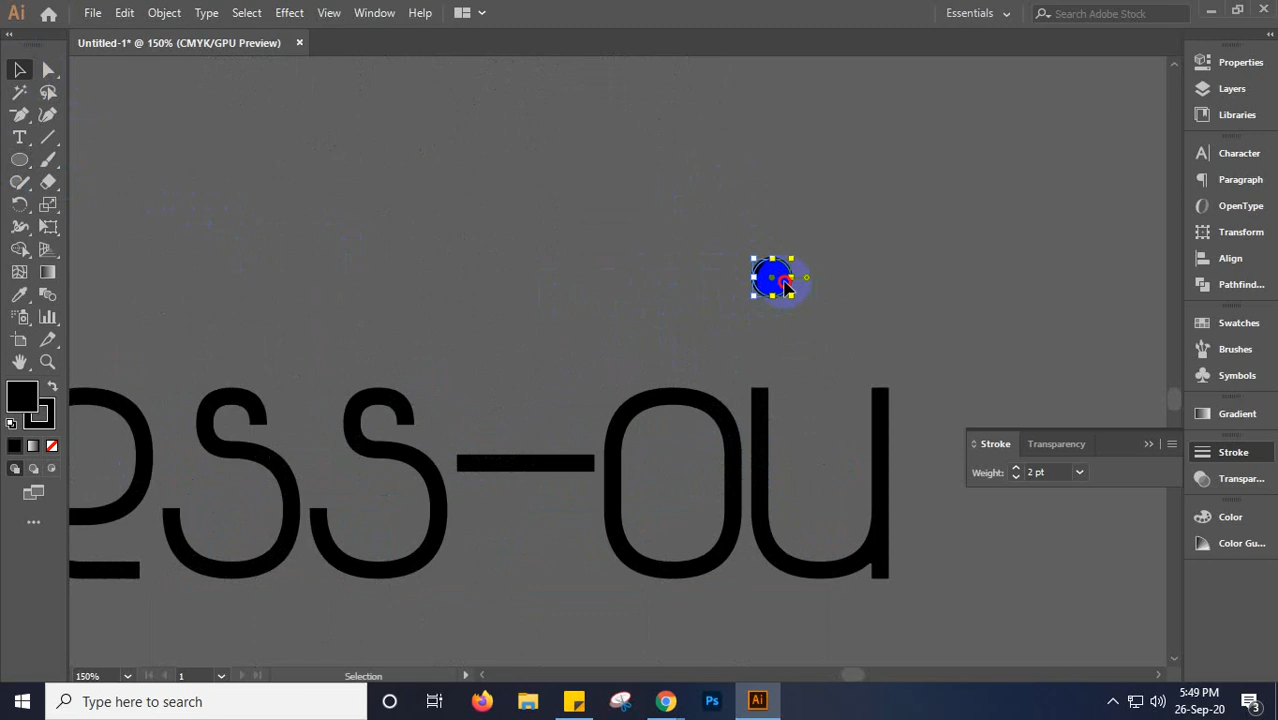 Ai File Edit Object Type Select Effect View Window Help Essentials Search Adobe Stock
Untitled-1* @ 150% (CMYK/GPU Preview)
Properties
Layers
Libraries
Character
Paragraph
OpenType
Transform
Align
Pathfind...
Swatches
Brushes
Symbols
Gradient
Stroke
Transpar...
Color
Color Gu...
Stroke Transparency
Weight: 2 pt
ess-ou
150% 1 Selection
Type here to search Ps Ai
5:49 PM
26-Sep-20
3